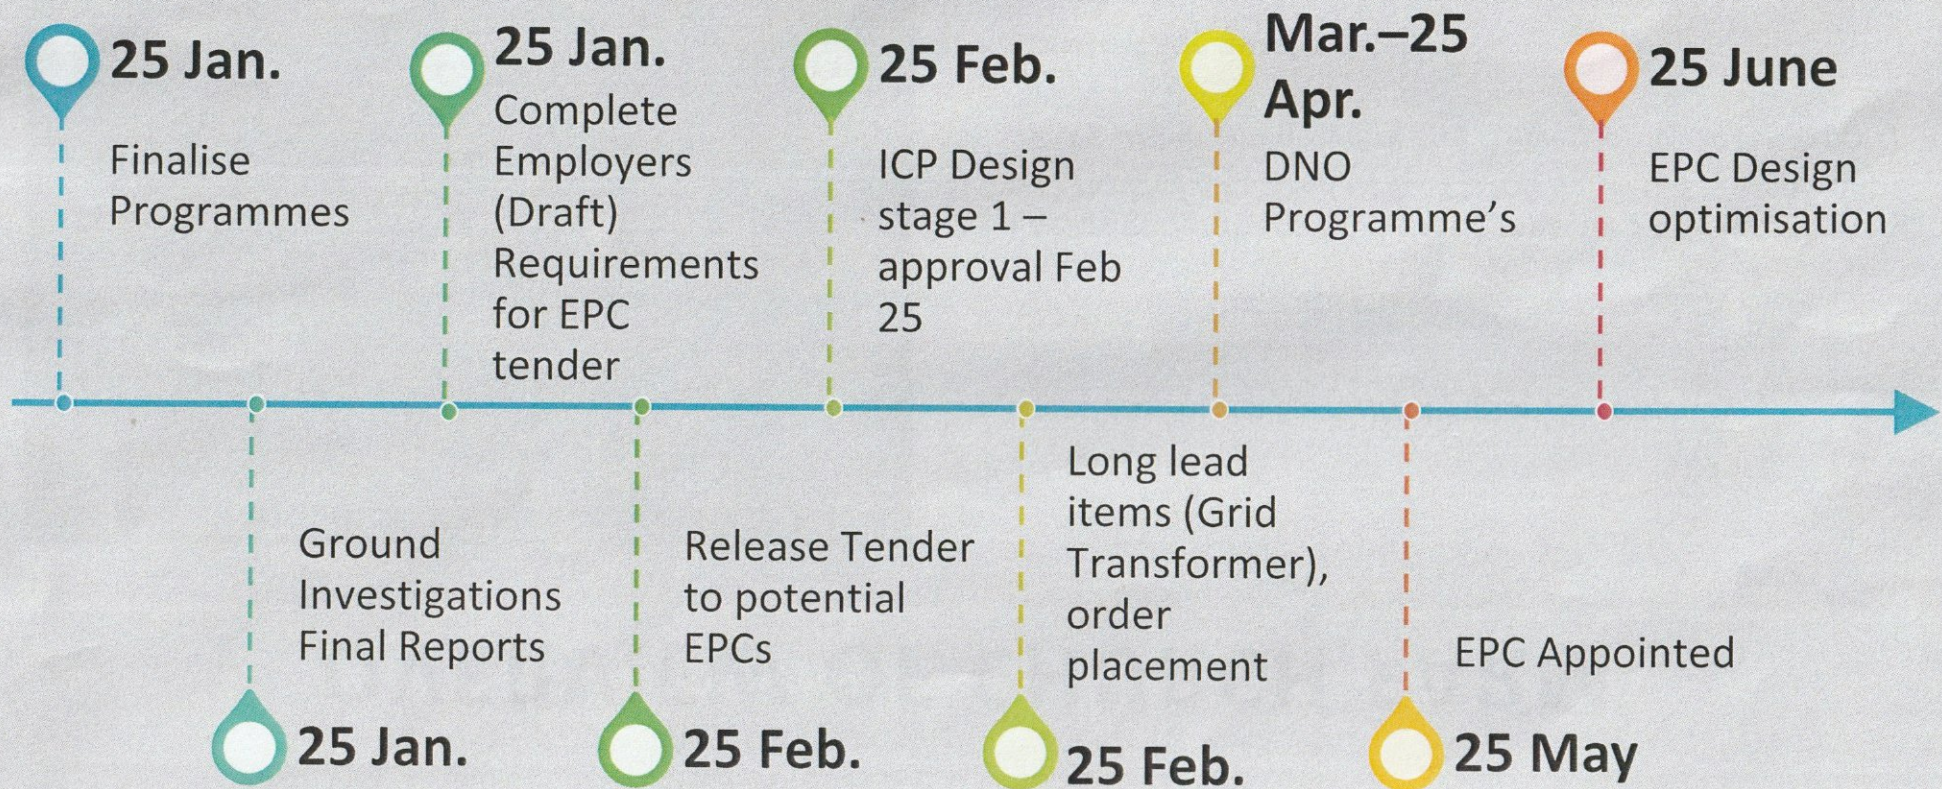 25 Jan.
Finalise
Programmes
Ground
Investigations
Final Reports
25 Jan.
25 Jan.
Complete
Employers
(Draft)
Requirements
for EPC
tender
Release Tender
to potential
EPCs
25 Feb.
25 Feb.
ICP Design
stage 1 –
approval Feb
25
Long lead
items (Grid
Transformer),
order
placement
25 Feb.
Mar.–25
Apr.
DNO
Programme’s
EPC Appointed
25 May
25 June
EPC Design
optimisation